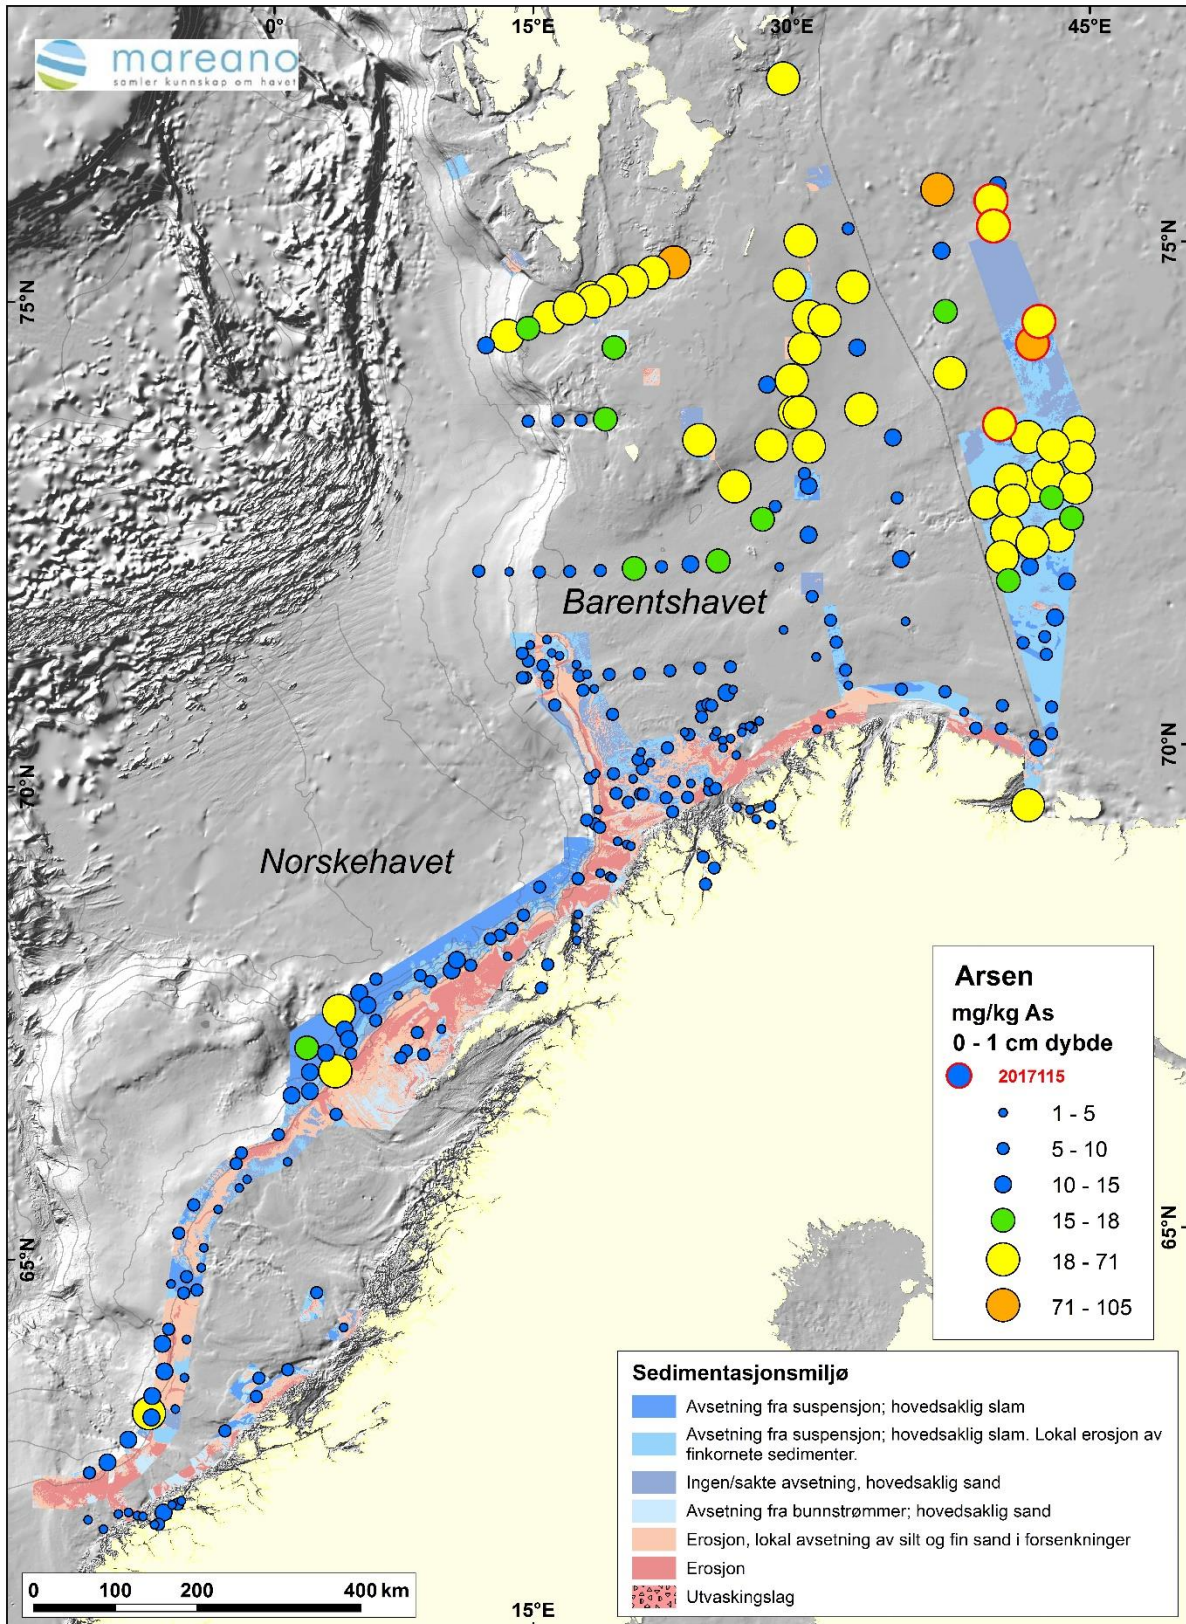 0°
15°E
30°E
45°E
mareano
samler kunnskap om havet
75°N
75°N
Barentshavet
70°N
70°N
Norskehavet
Arsen
mg/kg As
0 - 1 cm dybde
2017115
1 - 5
5 - 10
10 - 15
15 - 18
18 - 71
71 - 105
65°N
65°N
Sedimentasjonsmiljø
Avsetning fra suspensjon; hovedsaklig slam
Avsetning fra suspensjon; hovedsaklig slam. Lokal erosjon av
finkornete sedimenter.
Ingen/sakte avsetning, hovedsaklig sand
Avsetning fra bunnstrømmer; hovedsaklig sand
Erosjon, lokal avsetning av silt og fin sand i forsenkninger
Erosjon
Utvaskingslag
0 100 200 400 km
15°E